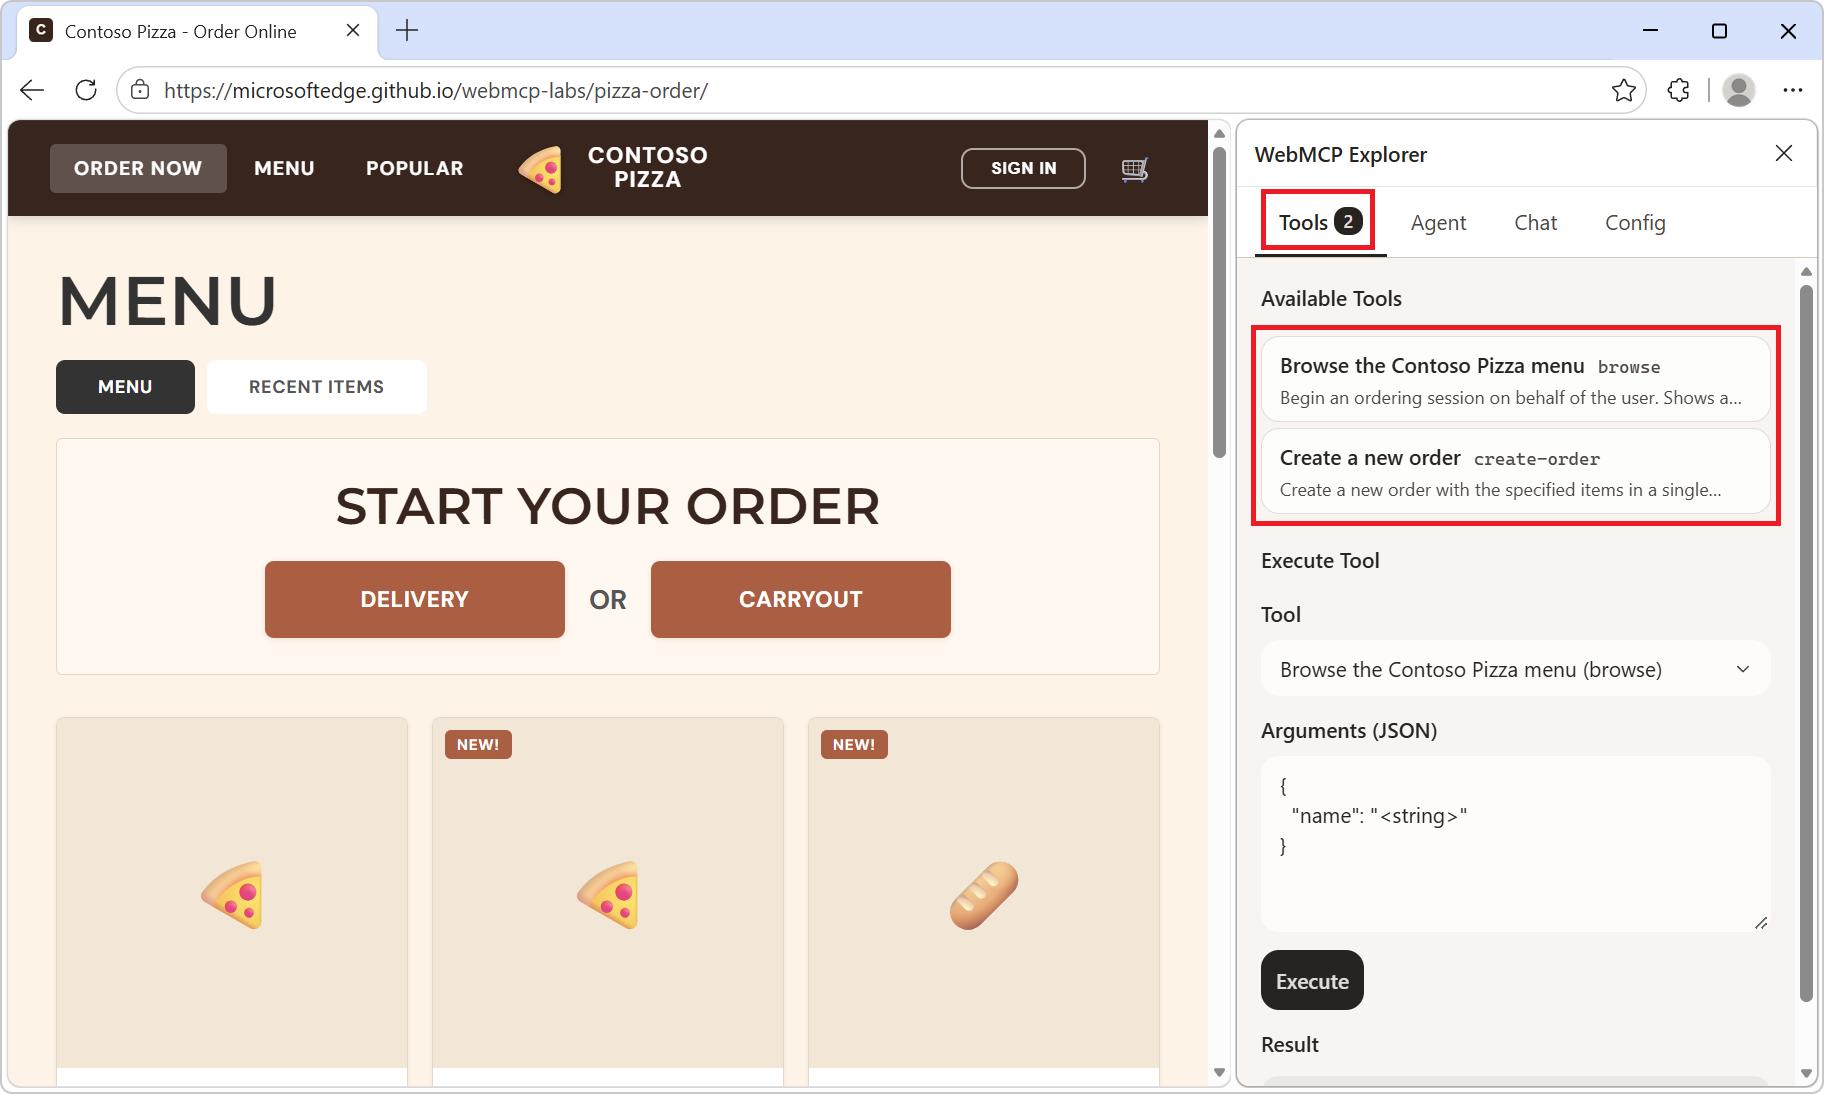 C Contoso Pizza - Order Online
https://microsoftedge.github.io/webmcp-labs/pizza-order/
ORDER NOW MENU POPULAR CONTOSO PIZZA SIGN IN
MENU
MENU RECENT ITEMS
START YOUR ORDER
DELIVERY OR CARRYOUT
NEW! NEW!
WebMCP Explorer
Tools 2 Agent Chat Config
Available Tools
Browse the Contoso Pizza menu browse
Begin an ordering session on behalf of the user. Shows a...
Create a new order create-order
Create a new order with the specified items in a single...
Execute Tool
Tool
Browse the Contoso Pizza menu (browse)
Arguments (JSON)
{
"name": "<string>"
}
Execute
Result